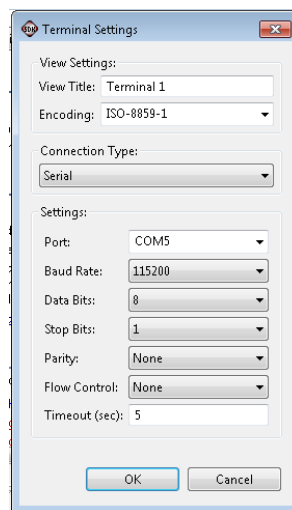 SDK Terminal Settings
View Settings:
View Title: Terminal 1
Encoding: ISO-8859-1
Connection Type:
Serial
Settings:
Port: COM5
Baud Rate: 115200
Data Bits: 8
Stop Bits: 1
Parity: None
Flow Control: None
Timeout (sec): 5
OK Cancel